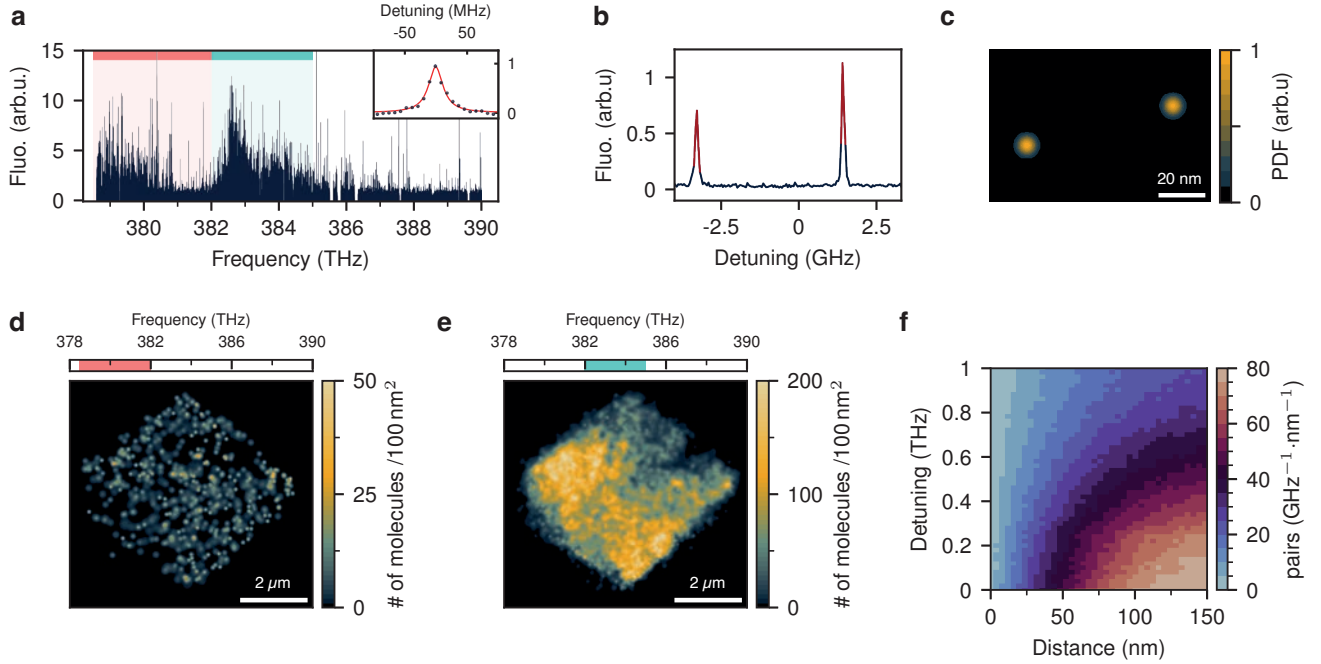 a
Detuning (MHz)
-50 50
15
10
5
0
Fluo. (arb.u.)
1
0
380 382 384 386 388 390
Frequency (THz)
b
1
0.5
0
Fluo. (arb.u)
-2.5 0 2.5
Detuning (GHz)
c
20 nm
1
0
PDF (arb.u)
d
Frequency (THz)
378 382 386 390
2 µm
50
25
0
# of molecules /100 nm²
e
Frequency (THz)
378 382 386 390
2 µm
200
100
0
# of molecules /100 nm²
f
1
0.8
0.6
0.4
0.2
0
Detuning (THz)
0 50 100 150
Distance (nm)
80
60
40
20
0
pairs (GHz⁻¹·nm⁻¹)